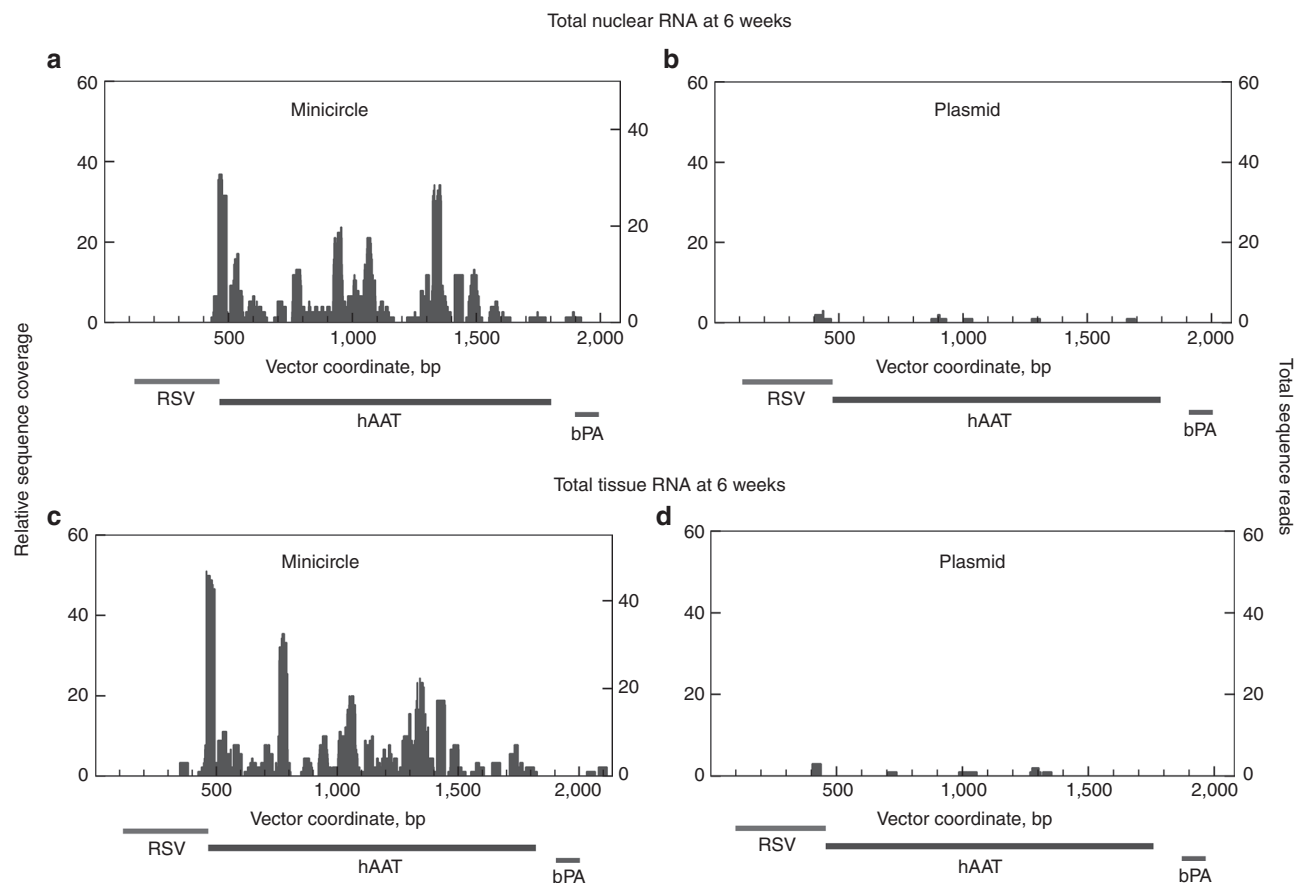 Total nuclear RNA at 6 weeks
a
b
60
40
20
0
Minicircle
40
20
0
500
1,000
1,500
2,000
Vector coordinate, bp
RSV
hAAT
bPA
60
40
20
0
Plasmid
60
40
20
0
500
1,000
1,500
2,000
Vector coordinate, bp
RSV
hAAT
bPA
Relative sequence coverage
Total sequence reads
Total tissue RNA at 6 weeks
c
d
60
40
20
0
Minicircle
40
20
0
500
1,000
1,500
2,000
Vector coordinate, bp
RSV
hAAT
bPA
60
40
20
0
Plasmid
60
40
20
0
500
1,000
1,500
2,000
Vector coordinate, bp
RSV
hAAT
bPA